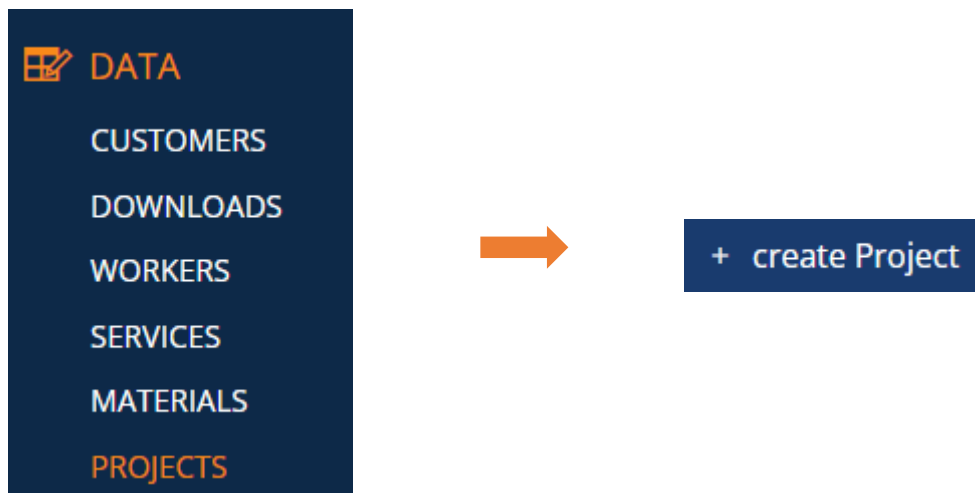 DATA
CUSTOMERS
DOWNLOADS
WORKERS
SERVICES
MATERIALS
PROJECTS
+ create Project